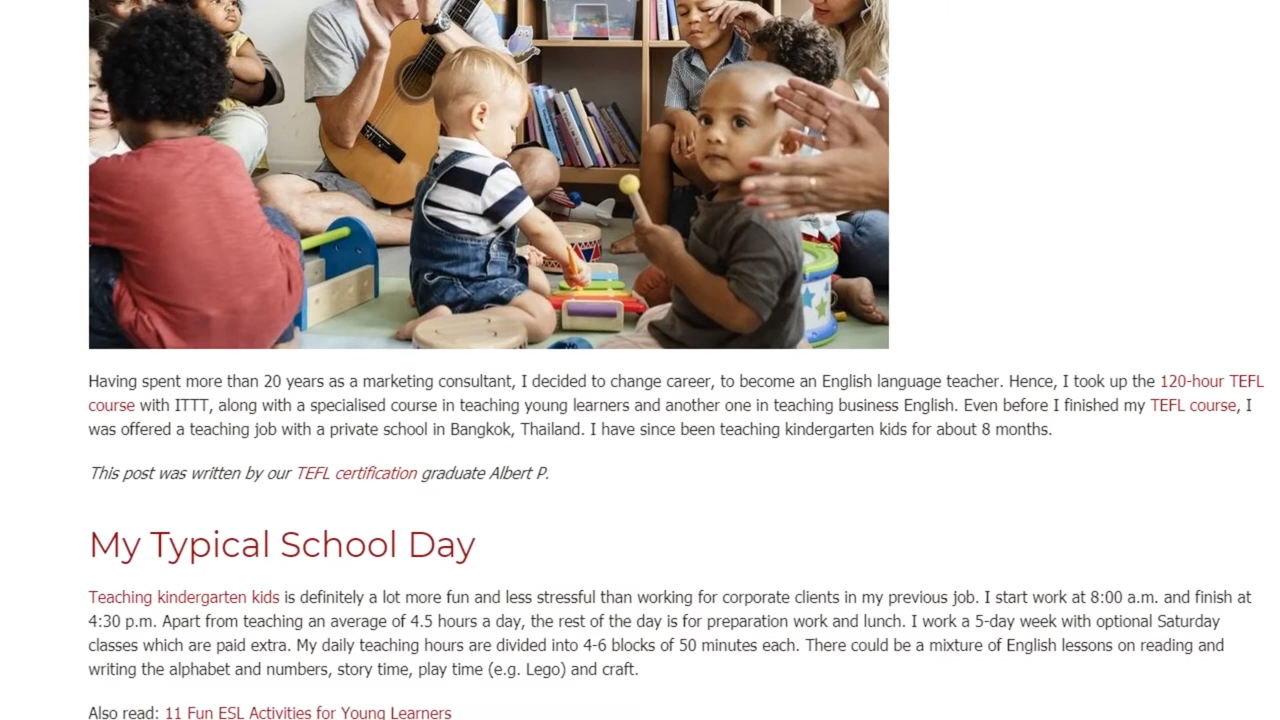 Having spent more than 20 years as a marketing consultant, I decided to change career, to become an English language teacher. Hence, I took up the 120-hour TEFL
course with ITTT, along with a specialised course in teaching young learners and another one in teaching business English. Even before I finished my TEFL course, I
was offered a teaching job with a private school in Bangkok, Thailand. I have since been teaching kindergarten kids for about 8 months.
This post was written by our TEFL certification graduate Albert P.
My Typical School Day
Teaching kindergarten kids is definitely a lot more fun and less stressful than working for corporate clients in my previous job. I start work at 8:00 a.m. and finish at
4:30 p.m. Apart from teaching an average of 4.5 hours a day, the rest of the day is for preparation work and lunch. I work a 5-day week with optional Saturday
classes which are paid extra. My daily teaching hours are divided into 4-6 blocks of 50 minutes each. There could be a mixture of English lessons on reading and
writing the alphabet and numbers, story time, play time (e.g. Lego) and craft.
Also read: 11 Fun ESL Activities for Young Learners